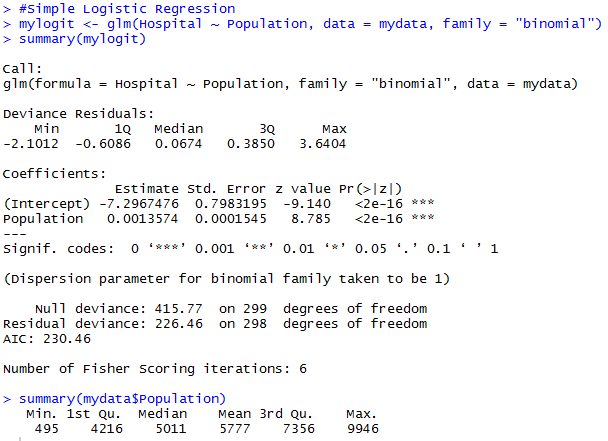 > #Simple Logistic Regression
> mylogit <- glm(Hospital ~ Population, data = mydata, family = "binomial")
> summary(mylogit)
Call:
glm(formula = Hospital ~ Population, family = "binomial", data = mydata)
Deviance Residuals:
    Min      1Q  Median      3Q     Max
-2.1012 -0.6086  0.0674  0.3850  3.6404
Coefficients:
              Estimate Std. Error z value Pr(>|z|)
(Intercept) -7.2967476  0.7983195  -9.140   <2e-16 ***
Population   0.0013574  0.0001545   8.785   <2e-16 ***
---
Signif. codes:  0 ‘***’ 0.001 ‘**’ 0.01 ‘*’ 0.05 ‘.’ 0.1 ‘ ’ 1
(Dispersion parameter for binomial family taken to be 1)
    Null deviance: 415.77  on 299  degrees of freedom
Residual deviance: 226.46  on 298  degrees of freedom
AIC: 230.46
Number of Fisher Scoring iterations: 6
> summary(mydata$Population)
   Min. 1st Qu.  Median    Mean 3rd Qu.    Max.
    495    4216    5011    5777    7356    9946